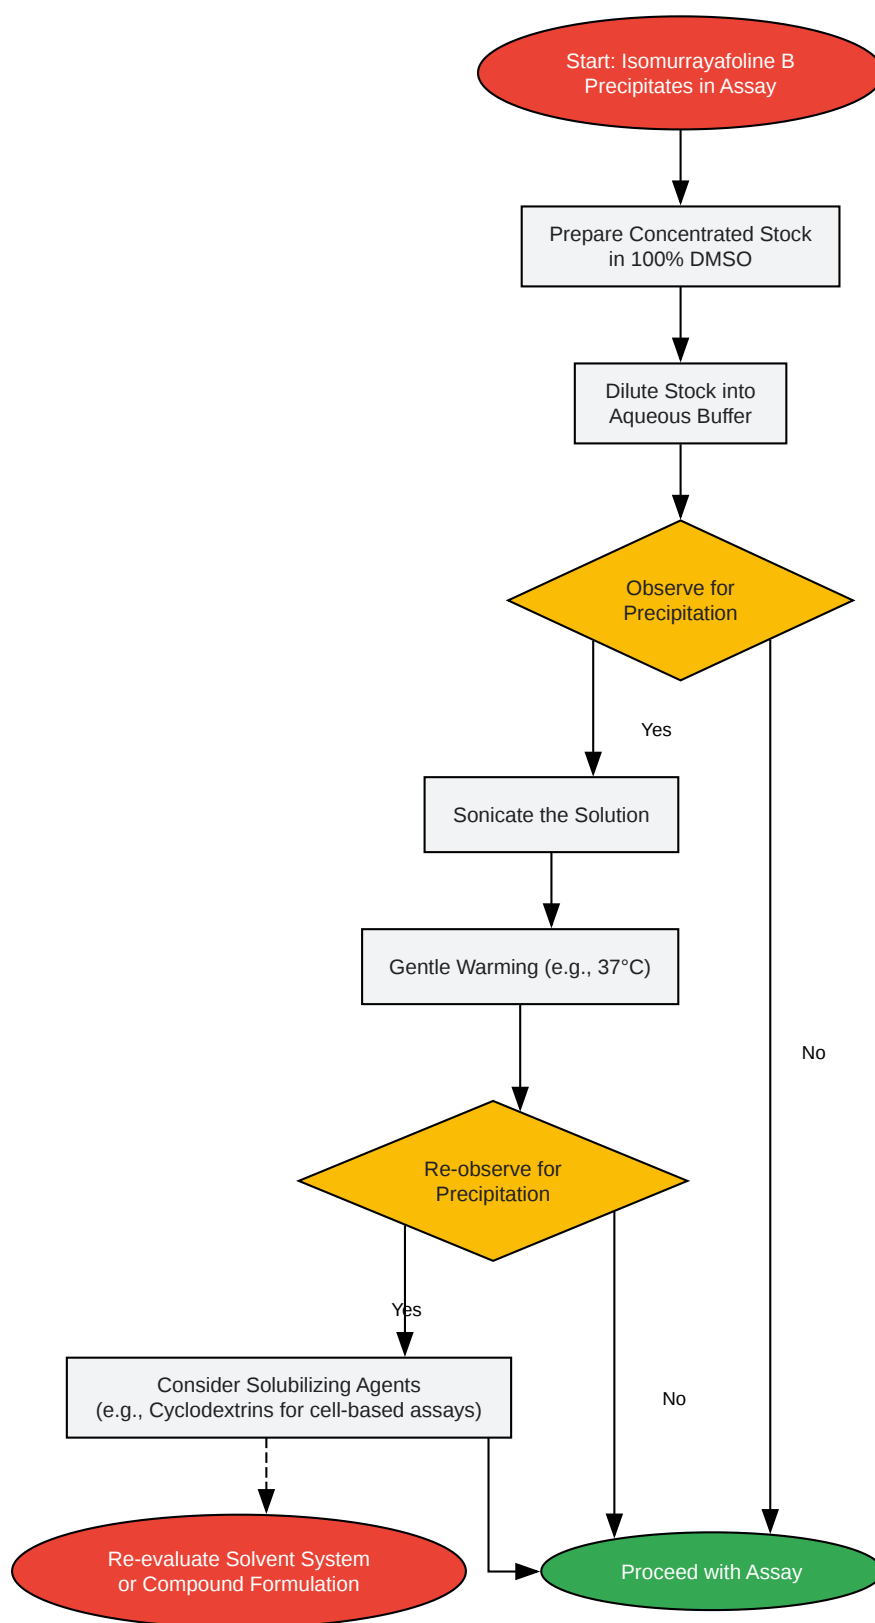 Start: Isomurrayafoline B
Precipitates in Assay
Prepare Concentrated Stock
in 100% DMSO
Dilute Stock into
Aqueous Buffer
Observe for
Precipitation
Yes
Sonicate the Solution
Gentle Warming (e.g., 37°C)
No
Re-observe for
Precipitation
Yes
Consider Solubilizing Agents
(e.g., Cyclodextrins for cell-based assays)
No
Re-evaluate Solvent System
or Compound Formulation
Proceed with Assay